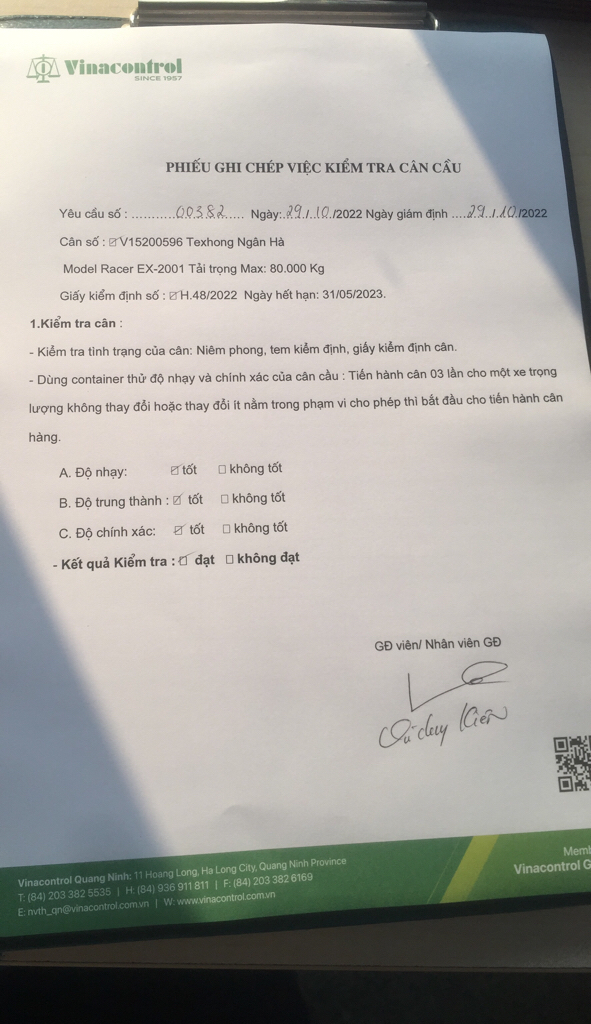 Vinacontrol
SINCE 1957
PHIẾU GHI CHÉP VIỆC KIỂM TRA CÂN CẦU
Yêu cầu số : ...........00382..... Ngày:.29./.10./2022 Ngày giám định ....29../.10./2022
Cân số : ☑V15200596 Texhong Ngân Hà
Model Racer EX-2001 Tải trọng Max: 80.000 Kg
Giấy kiểm định số : ☑H.48/2022 Ngày hết hạn: 31/05/2023.
1.Kiểm tra cân :
- Kiểm tra tình trạng của cân: Niêm phong, tem kiểm định, giấy kiểm định cân.
- Dùng container thử độ nhạy và chính xác của cân cầu : Tiến hành cân 03 lần cho một xe trọng
lượng không thay đổi hoặc thay đổi ít nằm trong phạm vi cho phép thì bắt đầu cho tiến hành cân
hàng.
A. Độ nhạy: ☑ tốt ☐ không tốt
B. Độ trung thành : ☑ tốt ☐ không tốt
C. Độ chính xác: ☑ tốt ☐ không tốt
- Kết quả Kiểm tra : ☑ đạt ☐ không đạt
GĐ viên/ Nhân viên GĐ
duy Kiên
Vinacontrol Quang Ninh: 11 Hoang Long, Ha Long City, Quang Ninh Province
T: (84) 203 382 5535 | H: (84) 936 911 811 | F: (84) 203 382 6169
E: nvth_qn@vinacontrol.com.vn | W: www.vinacontrol.com.vn
Memb
Vinacontrol G